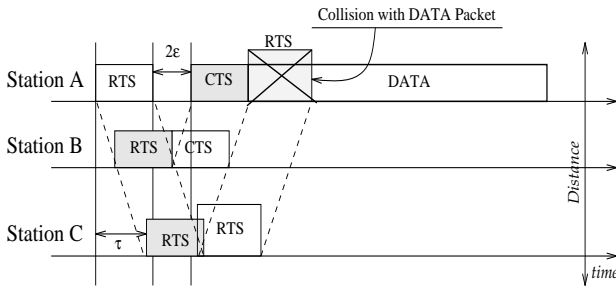 Collision with DATA Packet
2ε
RTS
Station A
RTS
CTS
DATA
Station B
RTS
CTS
Distance
Station C
τ
RTS
RTS
time